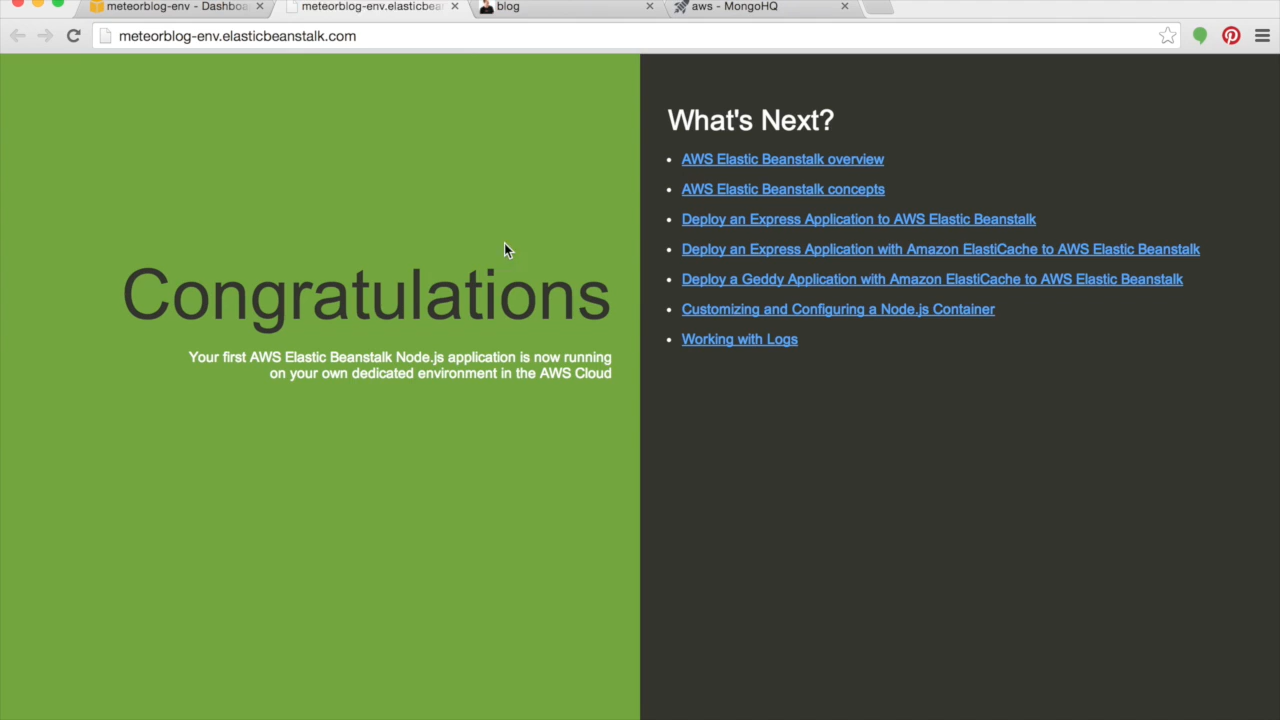 meteorblog-env - Dashboa
meteorblog-env.elasticbea
blog
aws - MongoHQ
meteorblog-env.elasticbeanstalk.com
Congratulations
Your first AWS Elastic Beanstalk Node.js application is now running
on your own dedicated environment in the AWS Cloud
What's Next?
• AWS Elastic Beanstalk overview
• AWS Elastic Beanstalk concepts
• Deploy an Express Application to AWS Elastic Beanstalk
• Deploy an Express Application with Amazon ElastiCache to AWS Elastic Beanstalk
• Deploy a Geddy Application with Amazon ElastiCache to AWS Elastic Beanstalk
• Customizing and Configuring a Node.js Container
• Working with Logs